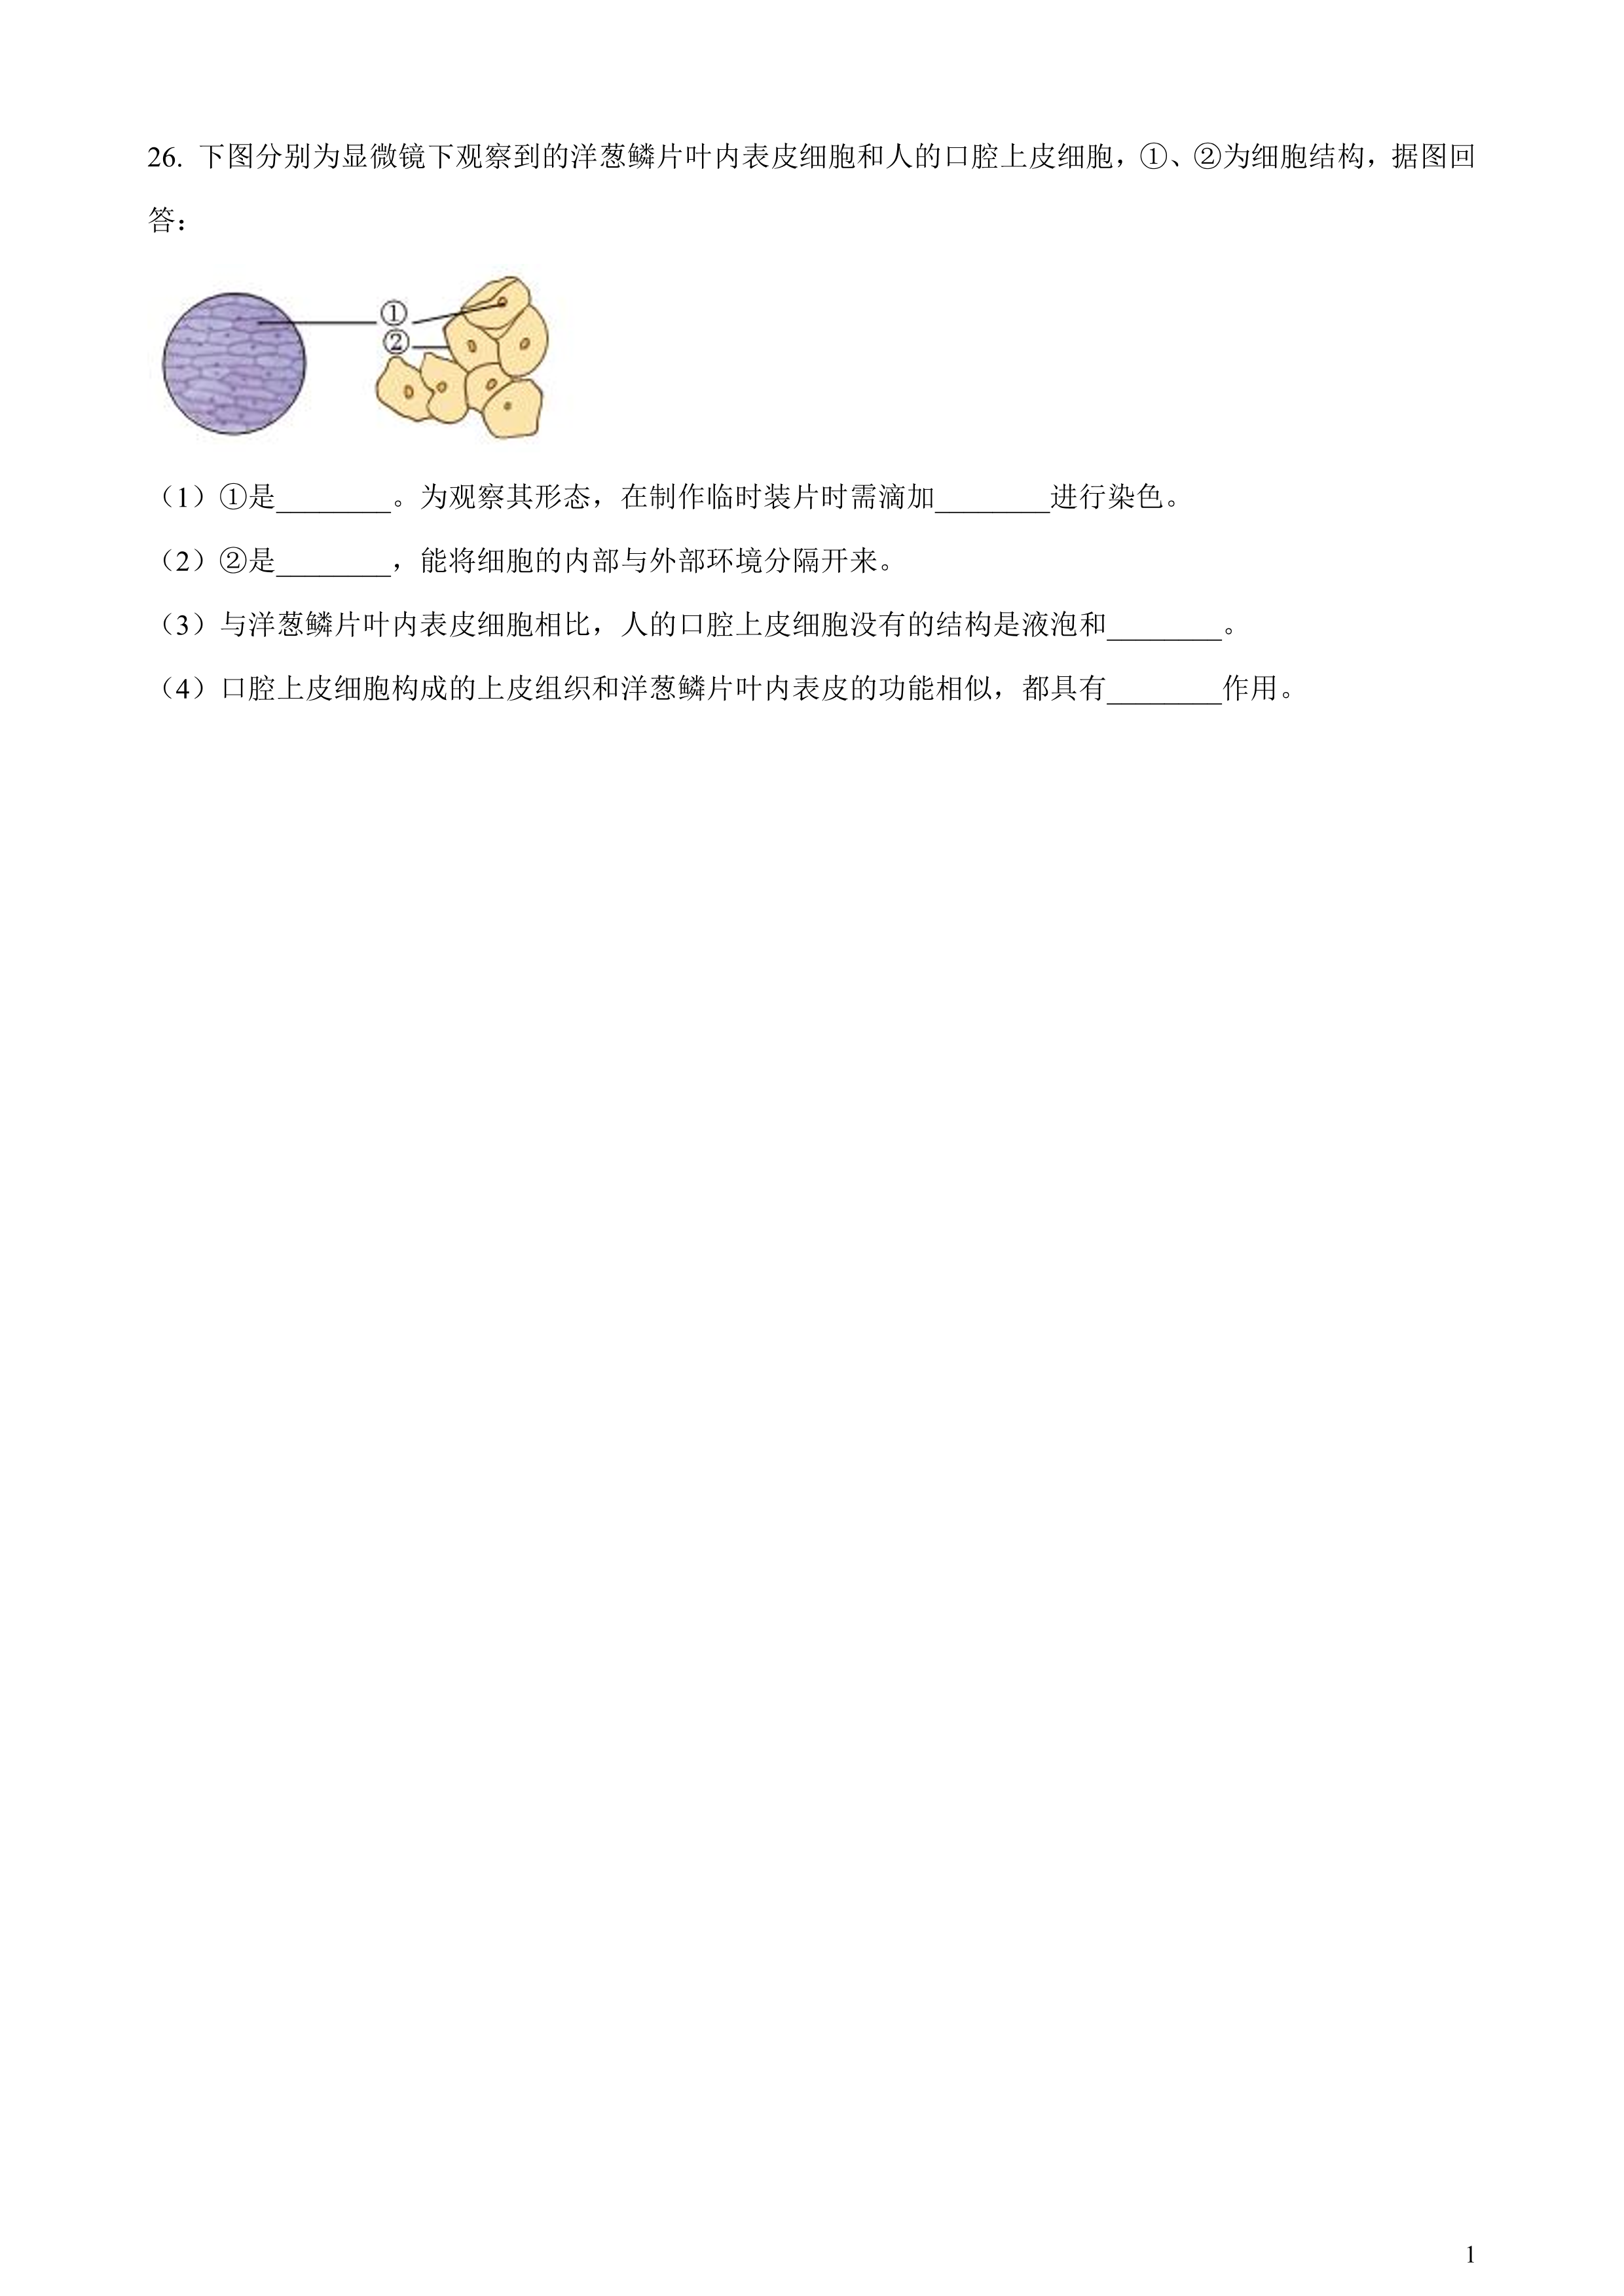 26. 下图分别为显微镜下观察到的洋葱鳞片叶内表皮细胞和人的口腔上皮细胞，①、②为细胞结构，据图回
答：
①
②
（1）①是________。为观察其形态，在制作临时装片时需滴加________进行染色。
（2）②是________，能将细胞的内部与外部环境分隔开来。
（3）与洋葱鳞片叶内表皮细胞相比，人的口腔上皮细胞没有的结构是液泡和________。
（4）口腔上皮细胞构成的上皮组织和洋葱鳞片叶内表皮的功能相似，都具有________作用。
1